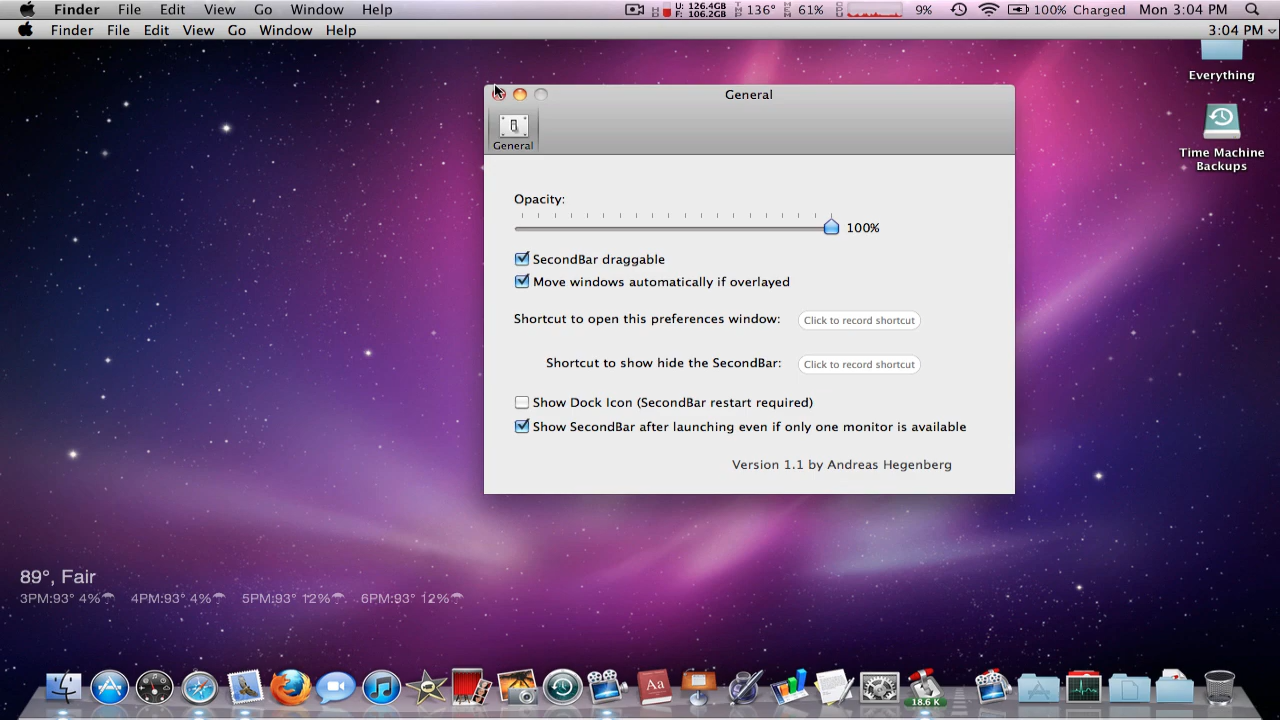 Finder File Edit View Go Window Help U: 126.4GB F: 106.2GB 136° 61% 9% 100% Charged Mon 3:04 PM
Finder File Edit View Go Window Help 3:04 PM
Everything
Time Machine
Backups
General
General
Opacity:
100%
SecondBar draggable
Move windows automatically if overlayed
Shortcut to open this preferences window: Click to record shortcut
Shortcut to show hide the SecondBar: Click to record shortcut
Show Dock Icon (SecondBar restart required)
Show SecondBar after launching even if only one monitor is available
Version 1.1 by Andreas Hegenberg
89°, Fair
3PM:93° 4% 4PM:93° 4% 5PM:93° 12% 6PM:93° 12%
Aa
18.6 K